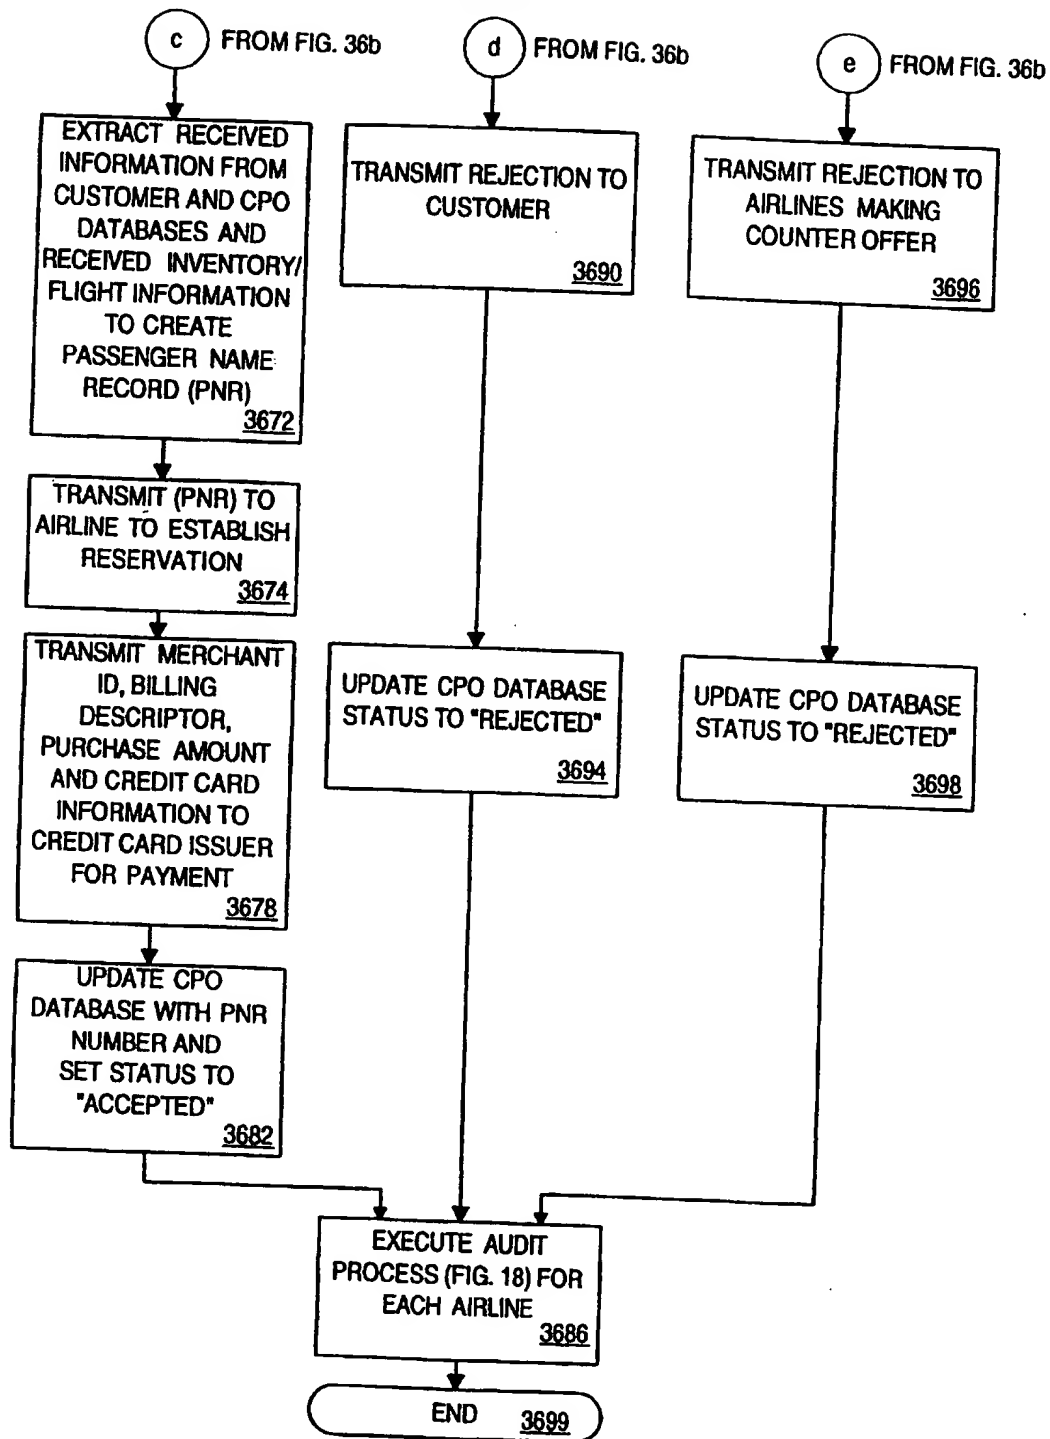 c FROM FIG. 36b
d FROM FIG. 36b
e FROM FIG. 36b
EXTRACT RECEIVED
INFORMATION FROM
CUSTOMER AND CPO
DATABASES AND
RECEIVED INVENTORY/
FLIGHT INFORMATION
TO CREATE
PASSENGER NAME
RECORD (PNR)
3672
TRANSMIT (PNR) TO
AIRLINE TO ESTABLISH
RESERVATION
3674
TRANSMIT MERCHANT
ID, BILLING
DESCRIPTOR,
PURCHASE AMOUNT
AND CREDIT CARD
INFORMATION TO
CREDIT CARD ISSUER
FOR PAYMENT
3678
UPDATE CPO
DATABASE WITH PNR
NUMBER AND
SET STATUS TO
"ACCEPTED"
3682
TRANSMIT REJECTION TO
CUSTOMER
3690
UPDATE CPO DATABASE
STATUS TO "REJECTED"
3694
TRANSMIT REJECTION TO
AIRLINES MAKING
COUNTER OFFER
3696
UPDATE CPO DATABASE
STATUS TO "REJECTED"
3698
EXECUTE AUDIT
PROCESS (FIG. 18) FOR
EACH AIRLINE
3686
END 3699